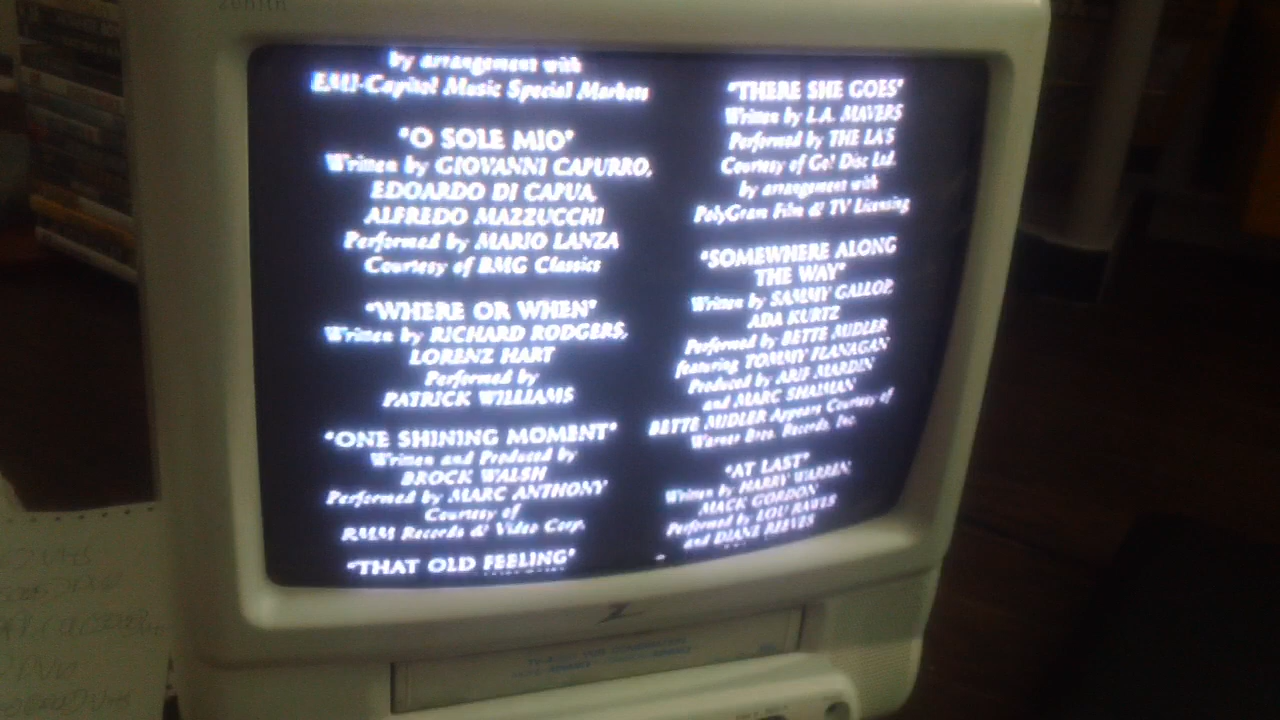 Zenith
by arrangement with
EMI-Capitol Music Special Markets
"O SOLE MIO"
Written by GIOVANNI CAPURRO,
EDOARDO DI CAPUA,
ALFREDO MAZZUCCHI
Performed by MARIO LANZA
Courtesy of BMG Classics
"WHERE OR WHEN"
Written by RICHARD RODGERS,
LORENZ HART
Performed by
PATRICK WILLIAMS
"ONE SHINING MOMENT"
Written and Produced by
BROCK WALSH
Performed by MARC ANTHONY
Courtesy of
RMM Records & Video Corp.
"THAT OLD FEELING"
"THERE SHE GOES"
Written by L.A. MAVERS
Performed by THE LA'S
Courtesy of Go! Disc Ltd.
by arrangement with
PolyGram Film & TV Licensing
"SOMEWHERE ALONG
THE WAY"
Written by SAMMY GALLOP,
ADA KURTZ
Performed by BETTE MIDLER
featuring TOMMY FLANAGAN
Produced by ARIF MARDIN
and MARC SHAIMAN
BETTE MIDLER Appears Courtesy of
Warner Bros. Records, Inc.
"AT LAST"
Written by HARRY WARREN,
MACK GORDON
Performed by LOU RAWLS
and DIANE REEVES